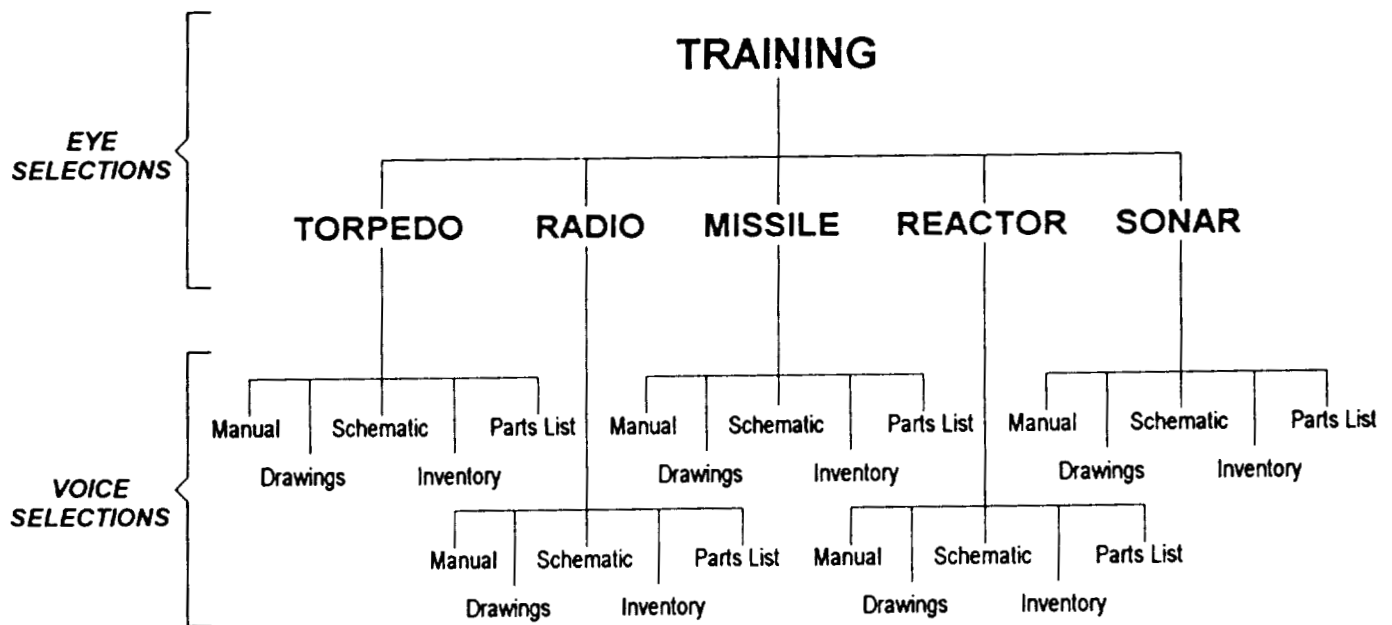 TRAINING
EYE
SELECTIONS
TORPEDO RADIO MISSILE REACTOR SONAR
Manual Schematic Parts List Manual Schematic Parts List Manual Schematic Parts List
Drawings Inventory Drawings Inventory Drawings Inventory
VOICE
SELECTIONS
Manual Schematic Parts List Manual Schematic Parts List
Drawings Inventory Drawings Inventory